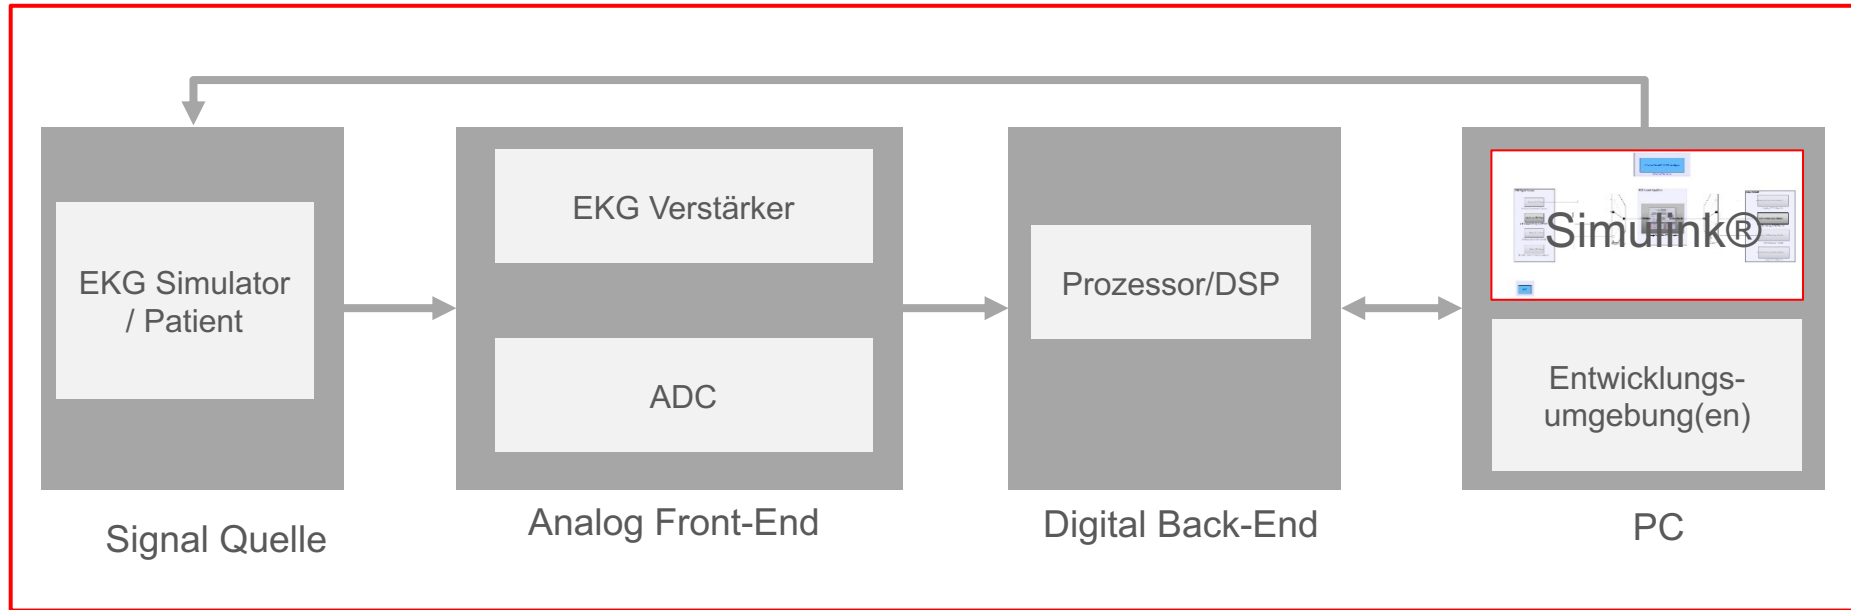 EKG Simulator
/ Patient
Signal Quelle
EKG Verstärker
ADC
Analog Front-End
Prozessor/DSP
Digital Back-End
Simulink®
Entwicklungs-
umgebung(en)
PC